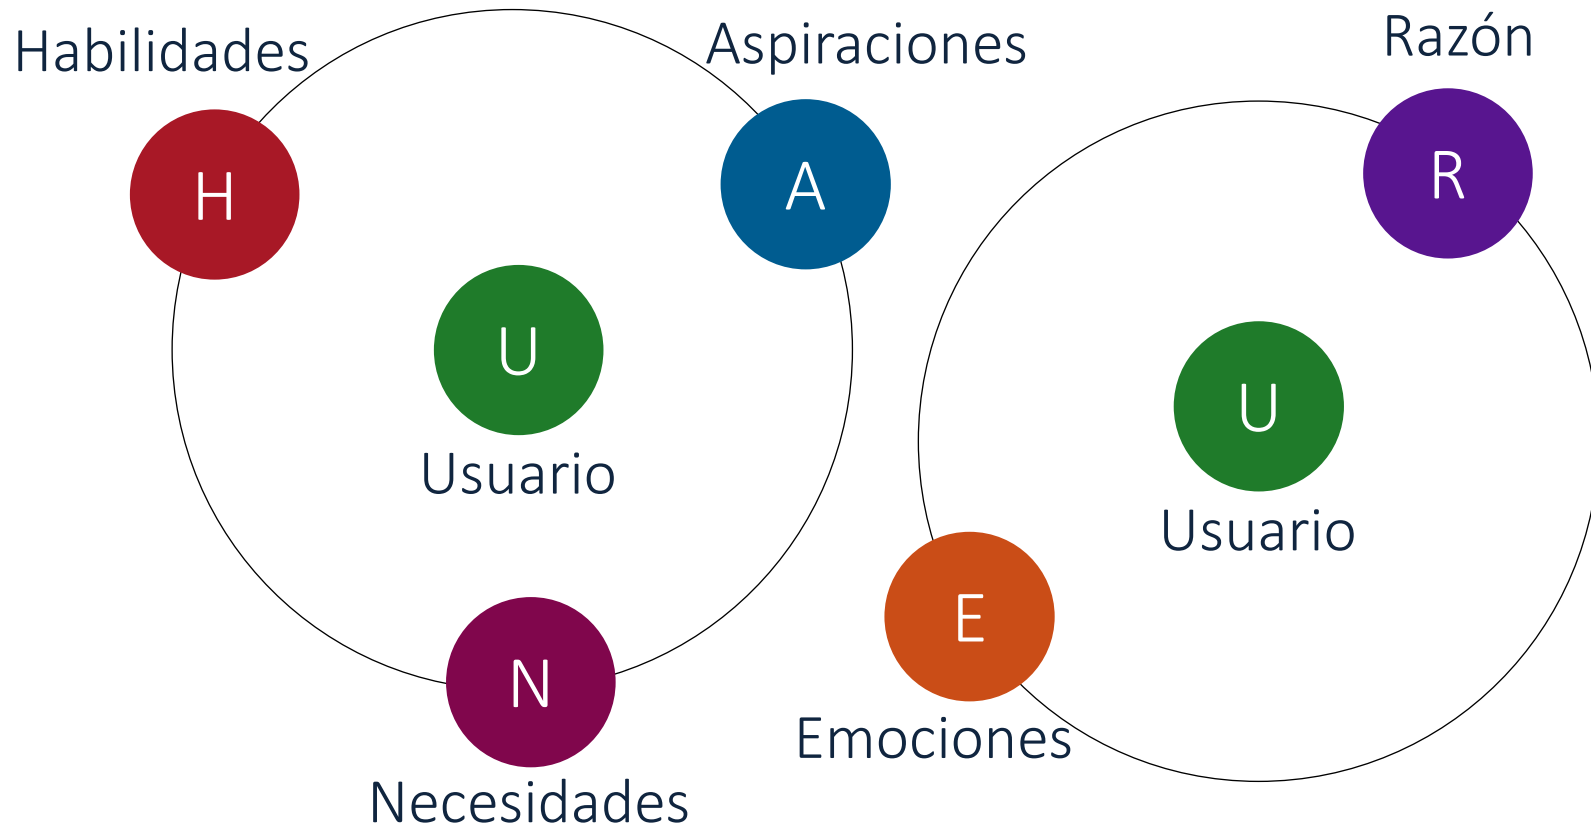 Habilidades
H
Aspiraciones
A
U
Usuario
N
Necesidades
Razón
R
U
Usuario
E
Emociones